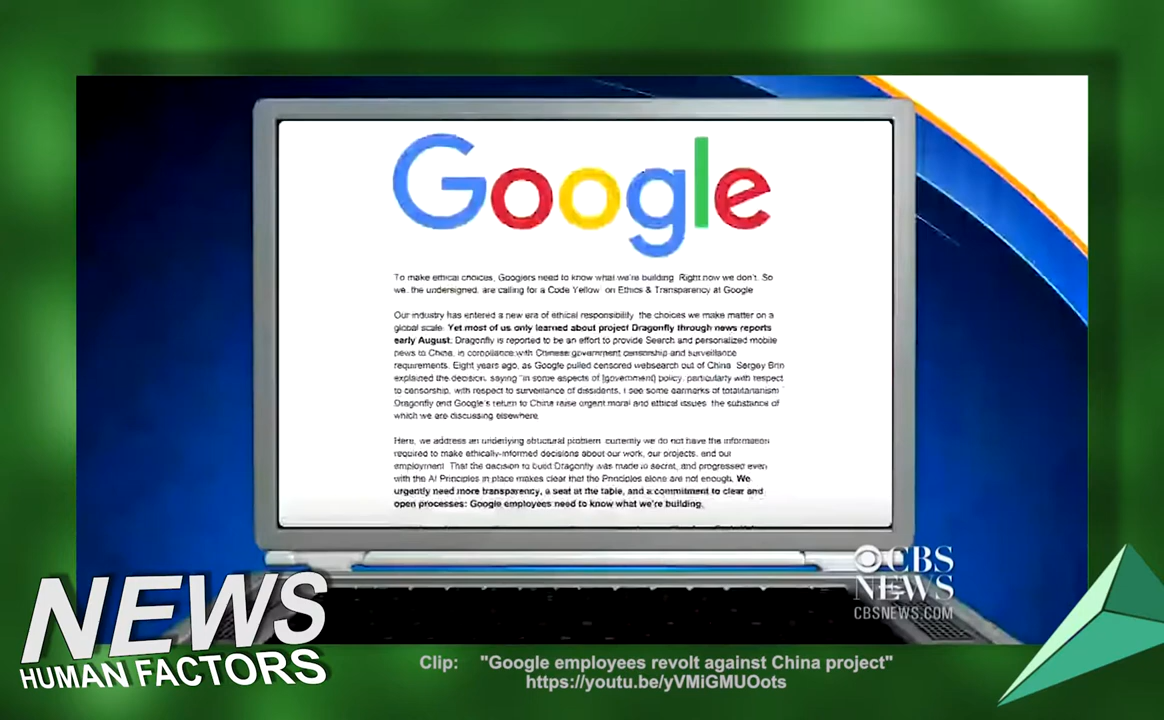 Google
To make ethical choices, Googlers need to know what we're building. Right now we don't. So
we, the undersigned, are calling for a Code Yellow on Ethics & Transparency at Google
Our industry has entered a new era of ethical responsibility: the choices we make matter on a
global scale. Yet most of us only learned about project Dragonfly through news reports
early August. Dragonfly is reported to be an effort to provide Search and personalized mobile
news to China, in compliance with Chinese government censorship and surveillance
requirements. Eight years ago, as Google pulled censored websearch out of China, Sergey Brin
explained the decision, saying "in some aspects of [government] policy, particularly with respect
to censorship, with respect to surveillance of dissidents, I see some earmarks of totalitarianism."
Dragonfly and Google's return to China raise urgent moral and ethical issues, the substance of
which we are discussing elsewhere.
Here, we address an underlying structural problem: currently we do not have the information
required to make ethically-informed decisions about our work, our projects, and our
employment. That the decision to build Dragonfly was made in secret, and progressed even
with the AI Principles in place makes clear that the Principles alone are not enough. We
urgently need more transparency, a seat at the table, and a commitment to clear and
open processes: Google employees need to know what we're building.
CBS
NEWS
CBSNEWS.COM
NEWS
HUMAN FACTORS
Clip: "Google employees revolt against China project"
https://youtu.be/yVMiGMUOots